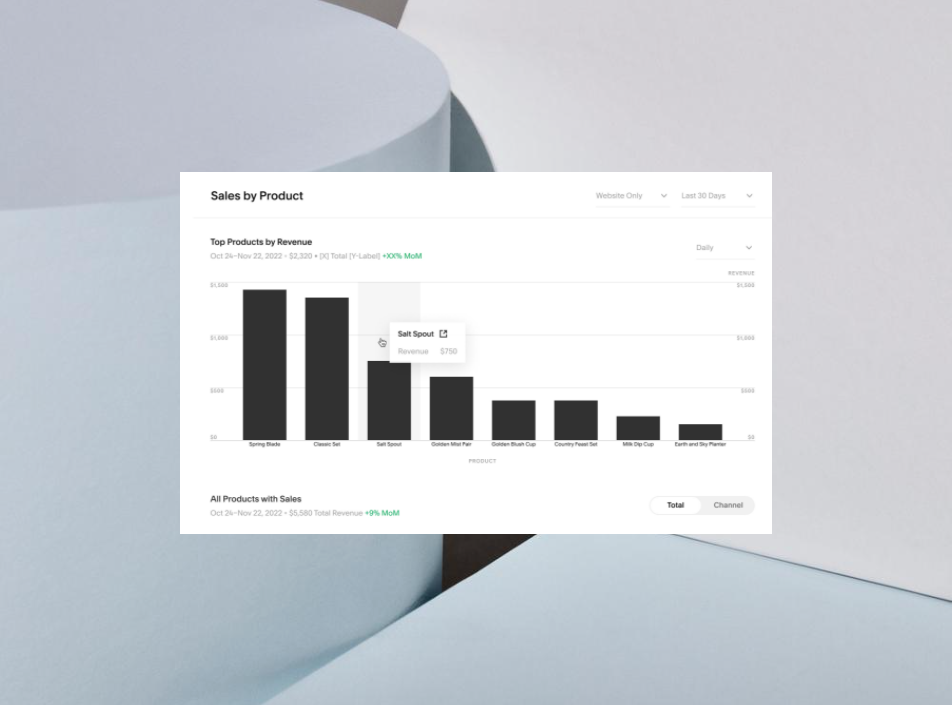 Sales by Product
Website Only
Last 30 Days
Top Products by Revenue
Oct 24–Nov 22, 2022 • $2,320 • [X] Total [Y-Label] +XX% MoM
Daily
REVENUE
$1,500
$1,500
$1,000
$1,000
Salt Spout
Revenue $750
$500
$500
$0
$0
Spring Blade
Classic Set
Salt Spout
Golden Mist Pair
Golden Blush Cup
Country Feast Set
Milk Dip Cup
Earth and Sky Planter
PRODUCT
All Products with Sales
Oct 24–Nov 22, 2022 • $5,580 Total Revenue +9% MoM
Total
Channel